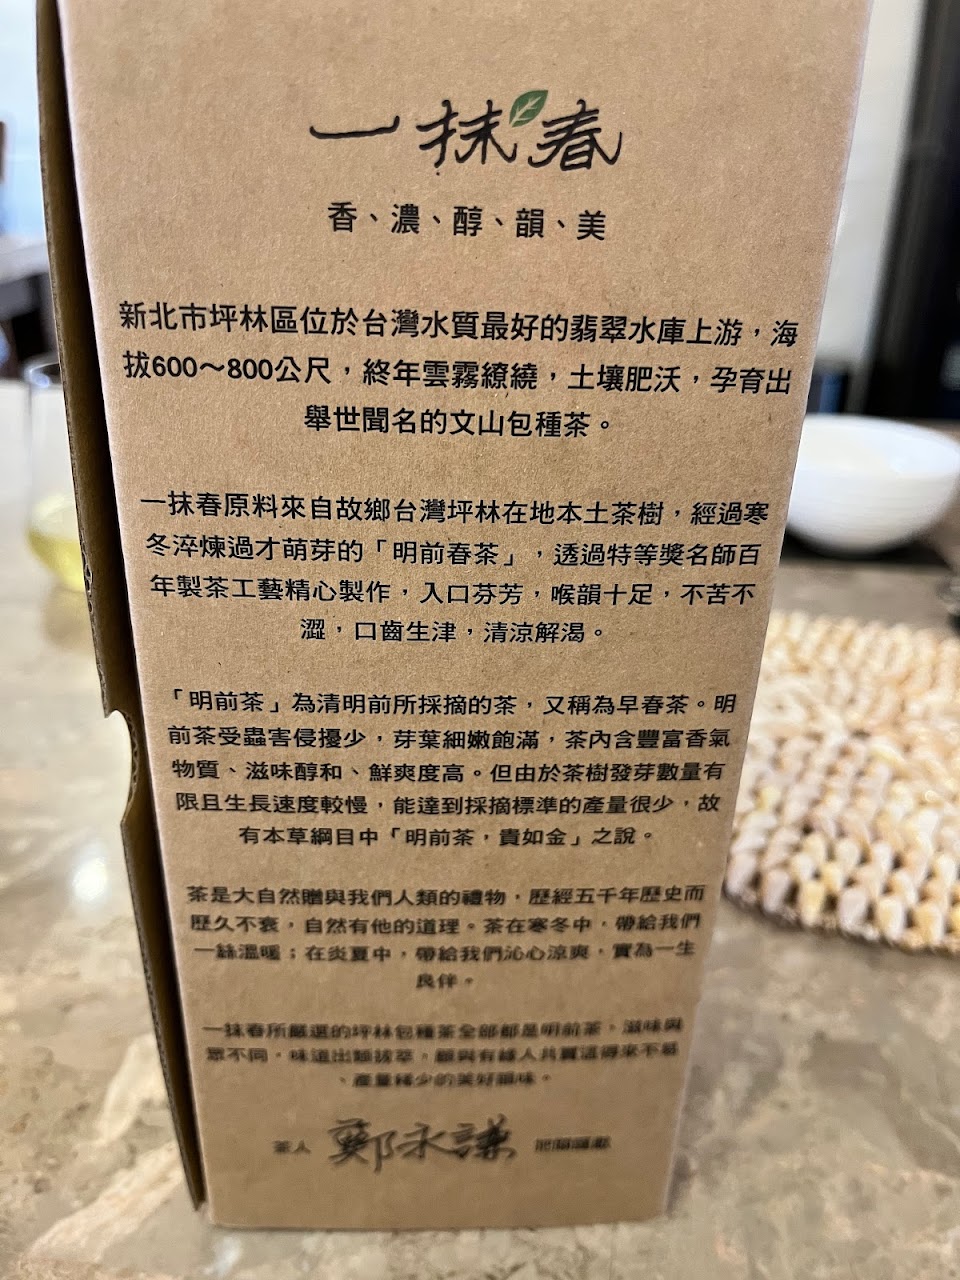 一抹春
香、濃、醇、韻、美
新北市坪林區位於台灣水質最好的翡翠水庫上游，海
拔600～800公尺，終年雲霧繚繞，土壤肥沃，孕育出
舉世聞名的文山包種茶。
一抹春原料來自故鄉台灣坪林在地本土茶樹，經過寒
冬淬煉過才萌芽的「明前春茶」，透過特等獎名師百
年製茶工藝精心製作，入口芬芳，喉韻十足，不苦不
澀，口齒生津，清涼解渴。
「明前茶」為清明前所採摘的茶，又稱為早春茶。明
前茶受蟲害侵擾少，芽葉細嫩飽滿，茶內含豐富香氣
物質、滋味醇和、鮮爽度高。但由於茶樹發芽數量有
限且生長速度較慢，能達到採摘標準的產量很少，故
有本草綱目中「明前茶，貴如金」之說。
茶是大自然贈與我們人類的禮物，歷經五千年歷史而
歷久不衰，自然有他的道理。茶在寒冬中，帶給我們
一絲溫暖；在炎夏中，帶給我們沁心涼爽，實為一生
良伴。
一抹春所嚴選的坪林包種茶全部都是明前茶，滋味與
眾不同，味道出類拔萃，願與有緣人共賞這得來不易
、產量稀少的美好韻味。
茶人 鄭永謙